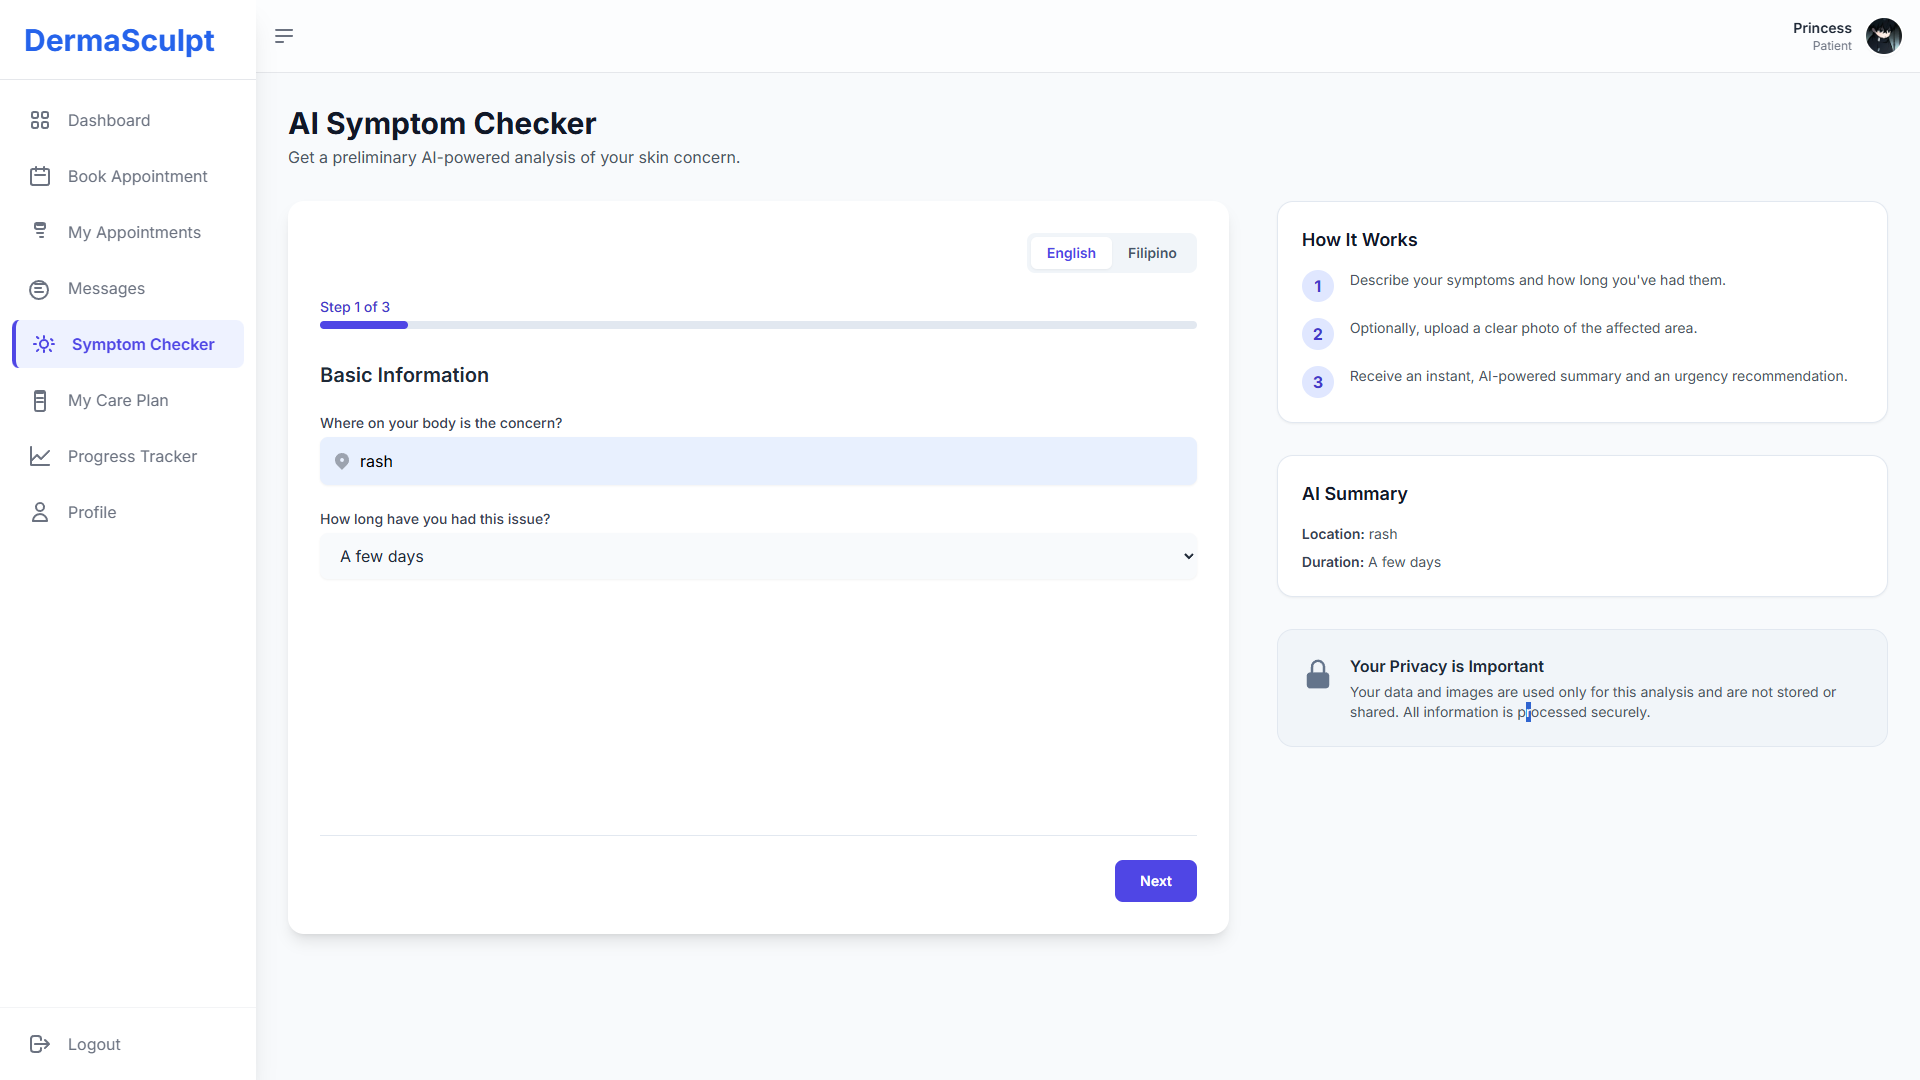 DermaSculpt
Princess
Patient
Dashboard
Book Appointment
My Appointments
Messages
Symptom Checker
My Care Plan
Progress Tracker
Profile
Logout
AI Symptom Checker
Get a preliminary AI-powered analysis of your skin concern.
English
Filipino
Step 1 of 3
Basic Information
Where on your body is the concern?
rash
How long have you had this issue?
A few days
Next
How It Works
1 Describe your symptoms and how long you've had them.
2 Optionally, upload a clear photo of the affected area.
3 Receive an instant, AI-powered summary and an urgency recommendation.
AI Summary
Location: rash
Duration: A few days
Your Privacy is Important
Your data and images are used only for this analysis and are not stored or
shared. All information is processed securely.